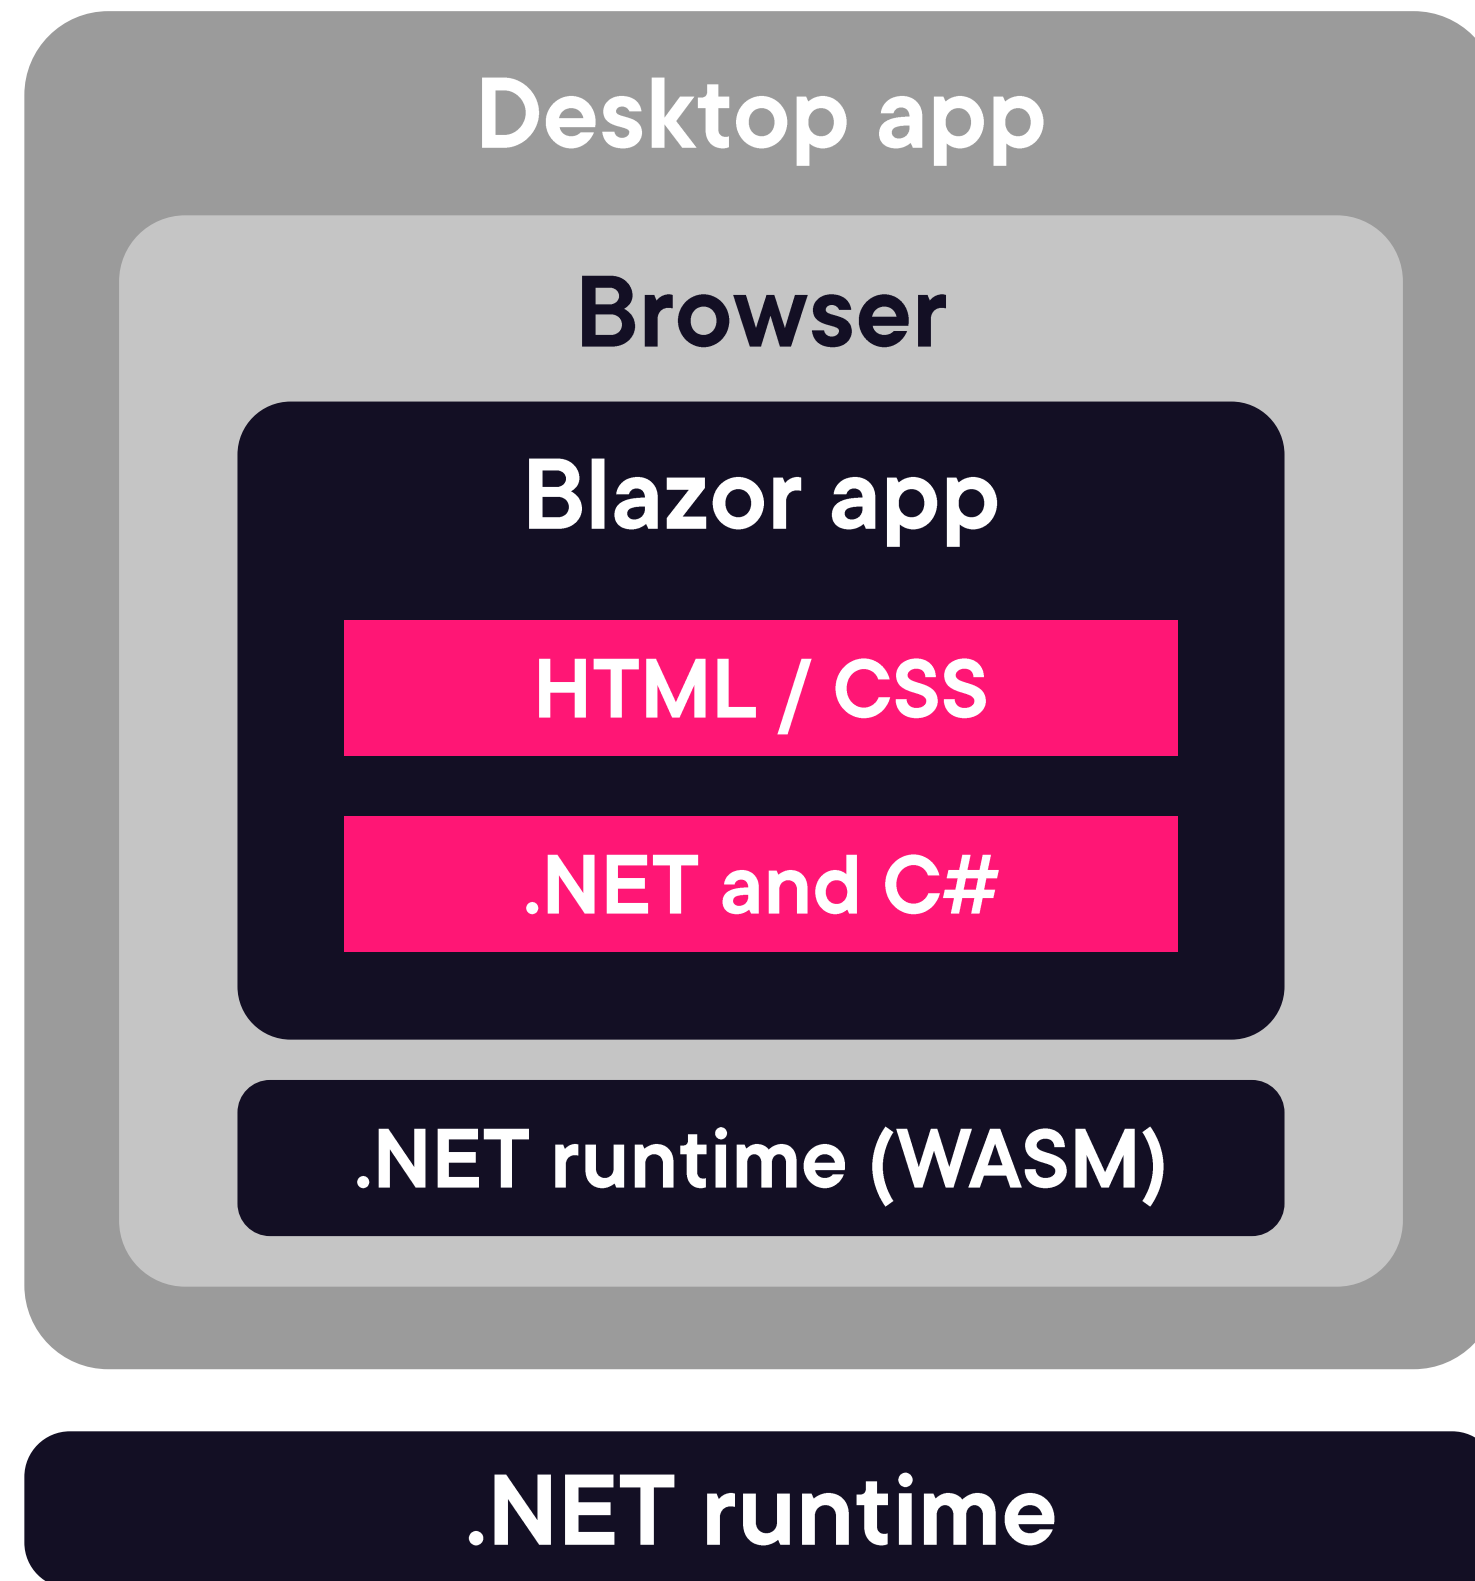 Desktop app
Browser
Blazor app
HTML / CSS
.NET and C#
.NET runtime (WASM)
.NET runtime